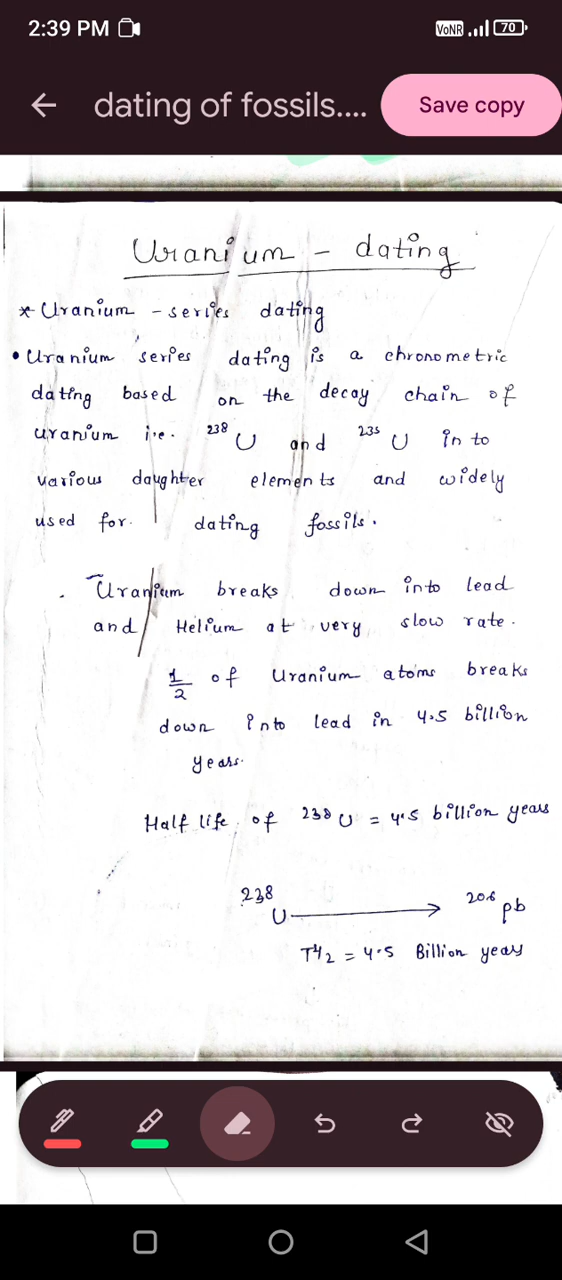 2:39 PM
VoNR 70
dating of fossils.... Save copy
Uranium - dating
* Uranium - series dating
• Uranium series dating is a chronometric
dating based on the decay chain of
uranium i.e. ²³⁸U and ²³⁵U in to
various daughter elements and widely
used for dating fossils.
. Uranium breaks down into lead
and Helium at very slow rate.
1/2 of Uranium atoms breaks
down into lead in 4.5 billion
years.
Half life of ²³⁸U = 4.5 billion years
²³⁸U → ²⁰⁶pb
T1/2 = 4.5 Billion years